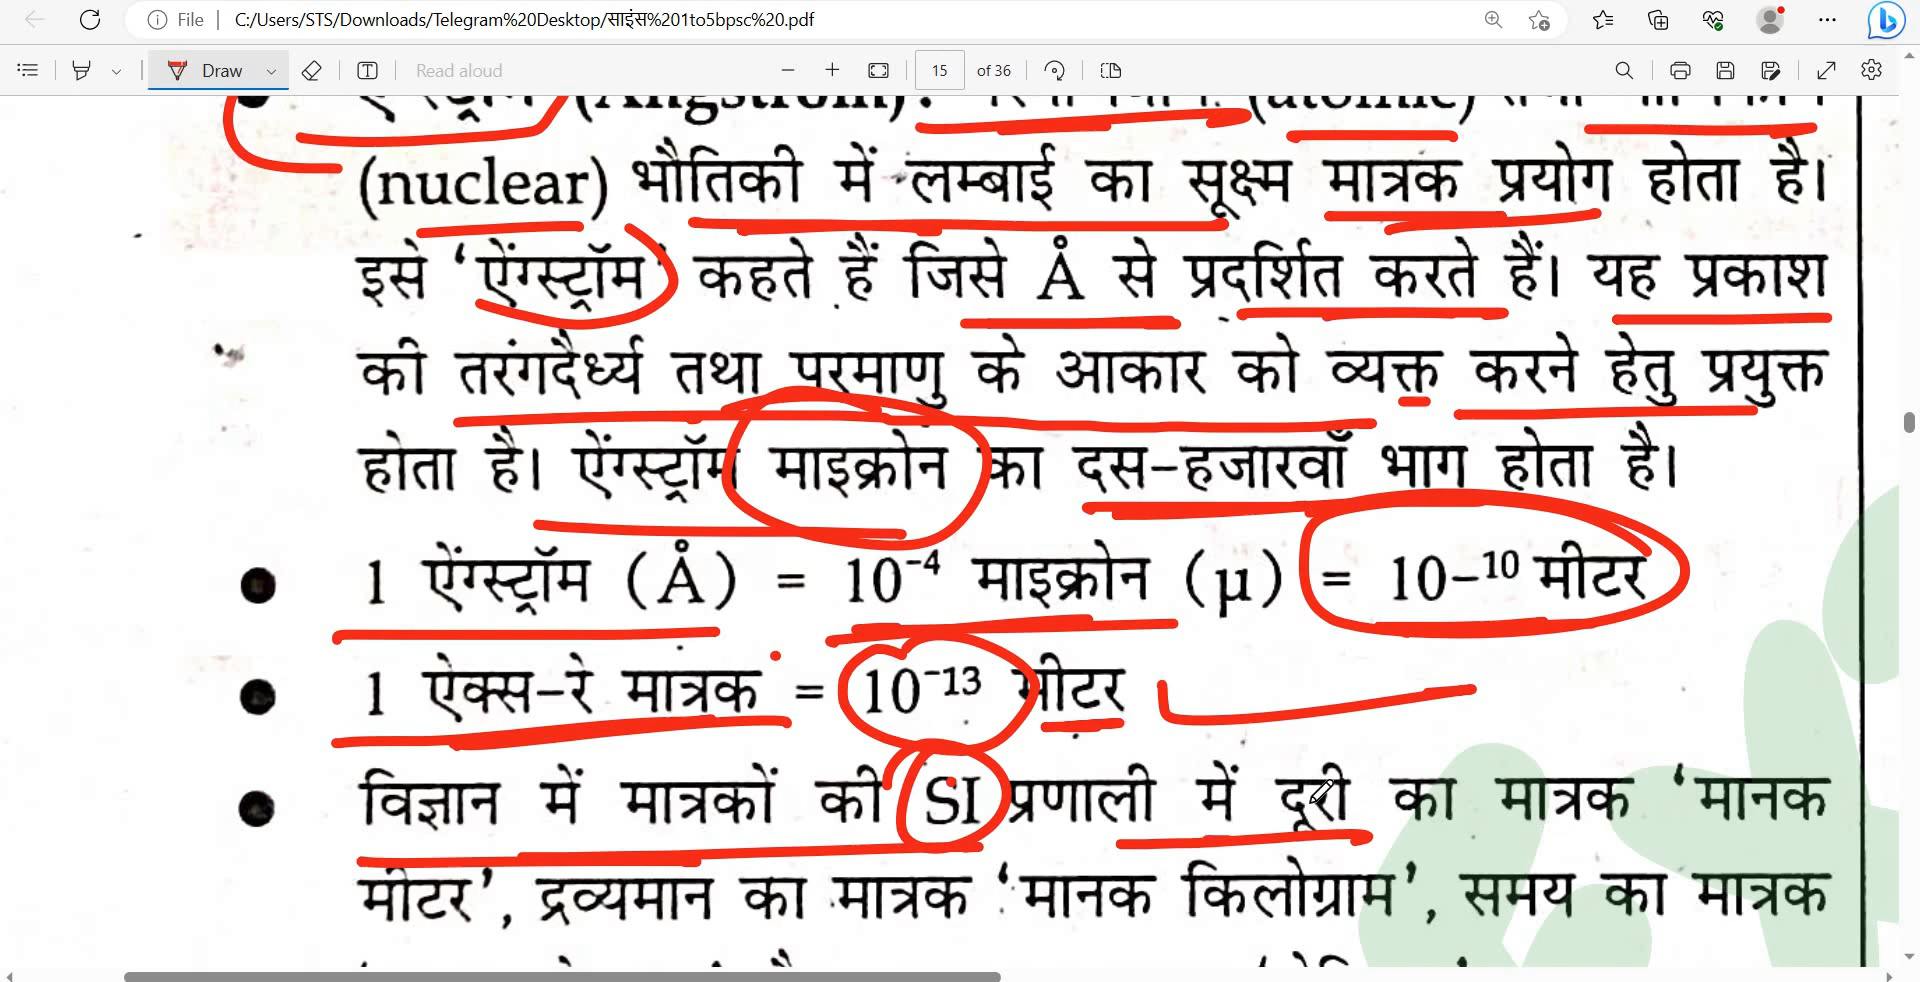 File C:/Users/STS/Downloads/Telegram%20Desktop/साइंस%201to5bpsc%20.pdf
Draw Read aloud 15 of 36
ऐंग्स्ट्रॉम (Angstrom): (atomic) तथा
(nuclear) भौतिकी में लम्बाई का सूक्ष्म मात्रक प्रयोग होता है।
इसे ‘ऐंग्स्ट्रॉम’ कहते हैं जिसे Å से प्रदर्शित करते हैं। यह प्रकाश
की तरंगदैर्ध्य तथा परमाणु के आकार को व्यक्त करने हेतु प्रयुक्त
होता है। ऐंग्स्ट्रॉम माइक्रोन का दस-हजारवाँ भाग होता है।
● 1 ऐंग्स्ट्रॉम (Å) = 10⁻⁴ माइक्रोन (μ) = 10–¹⁰ मीटर
● 1 ऐक्स-रे मात्रक = 10⁻¹³ मीटर
● विज्ञान में मात्रकों की SI प्रणाली में दूरी का मात्रक ‘मानक
मीटर’, द्रव्यमान का मात्रक ‘मानक किलोग्राम’, समय का मात्रक